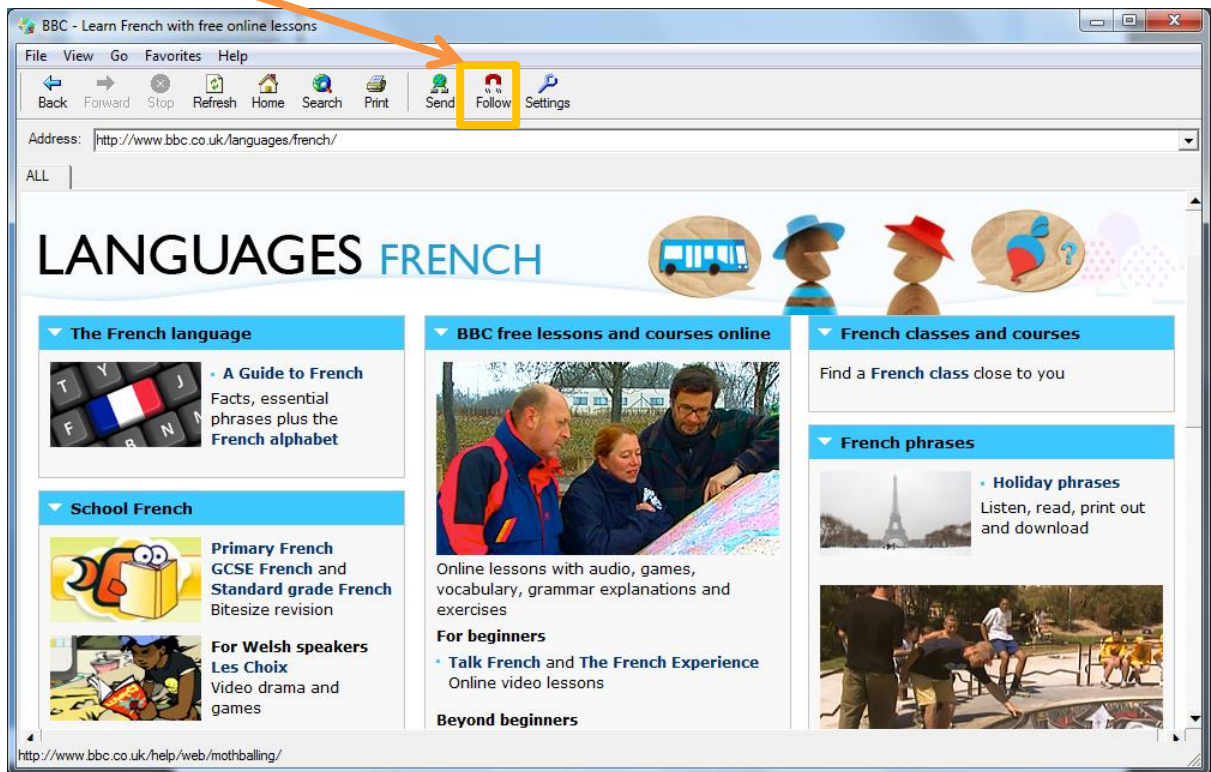 BBC - Learn French with free online lessons
File View Go Favorites Help
Back Forward Stop Refresh Home Search Print Send Follow Settings
Address: http://www.bbc.co.uk/languages/french/
ALL
LANGUAGES FRENCH
?
The French language
T Y J
F R N
B
A Guide to French
Facts, essential
phrases plus the
French alphabet
School French
Primary French
GCSE French and
Standard grade French
Bitesize revision
For Welsh speakers
Les Choix
Video drama and
games
BBC free lessons and courses online
Online lessons with audio, games,
vocabulary, grammar explanations and
exercises
For beginners
Talk French and The French Experience
Online video lessons
Beyond beginners
French classes and courses
Find a French class close to you
French phrases
Holiday phrases
Listen, read, print out
and download
http://www.bbc.co.uk/help/web/mothballing/